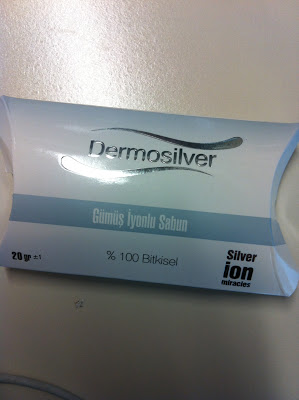 Dermosilver
Gümüş İyonlu Sabun
% 100 Bitkisel
20 gr ±1
Silver
ion
miracles